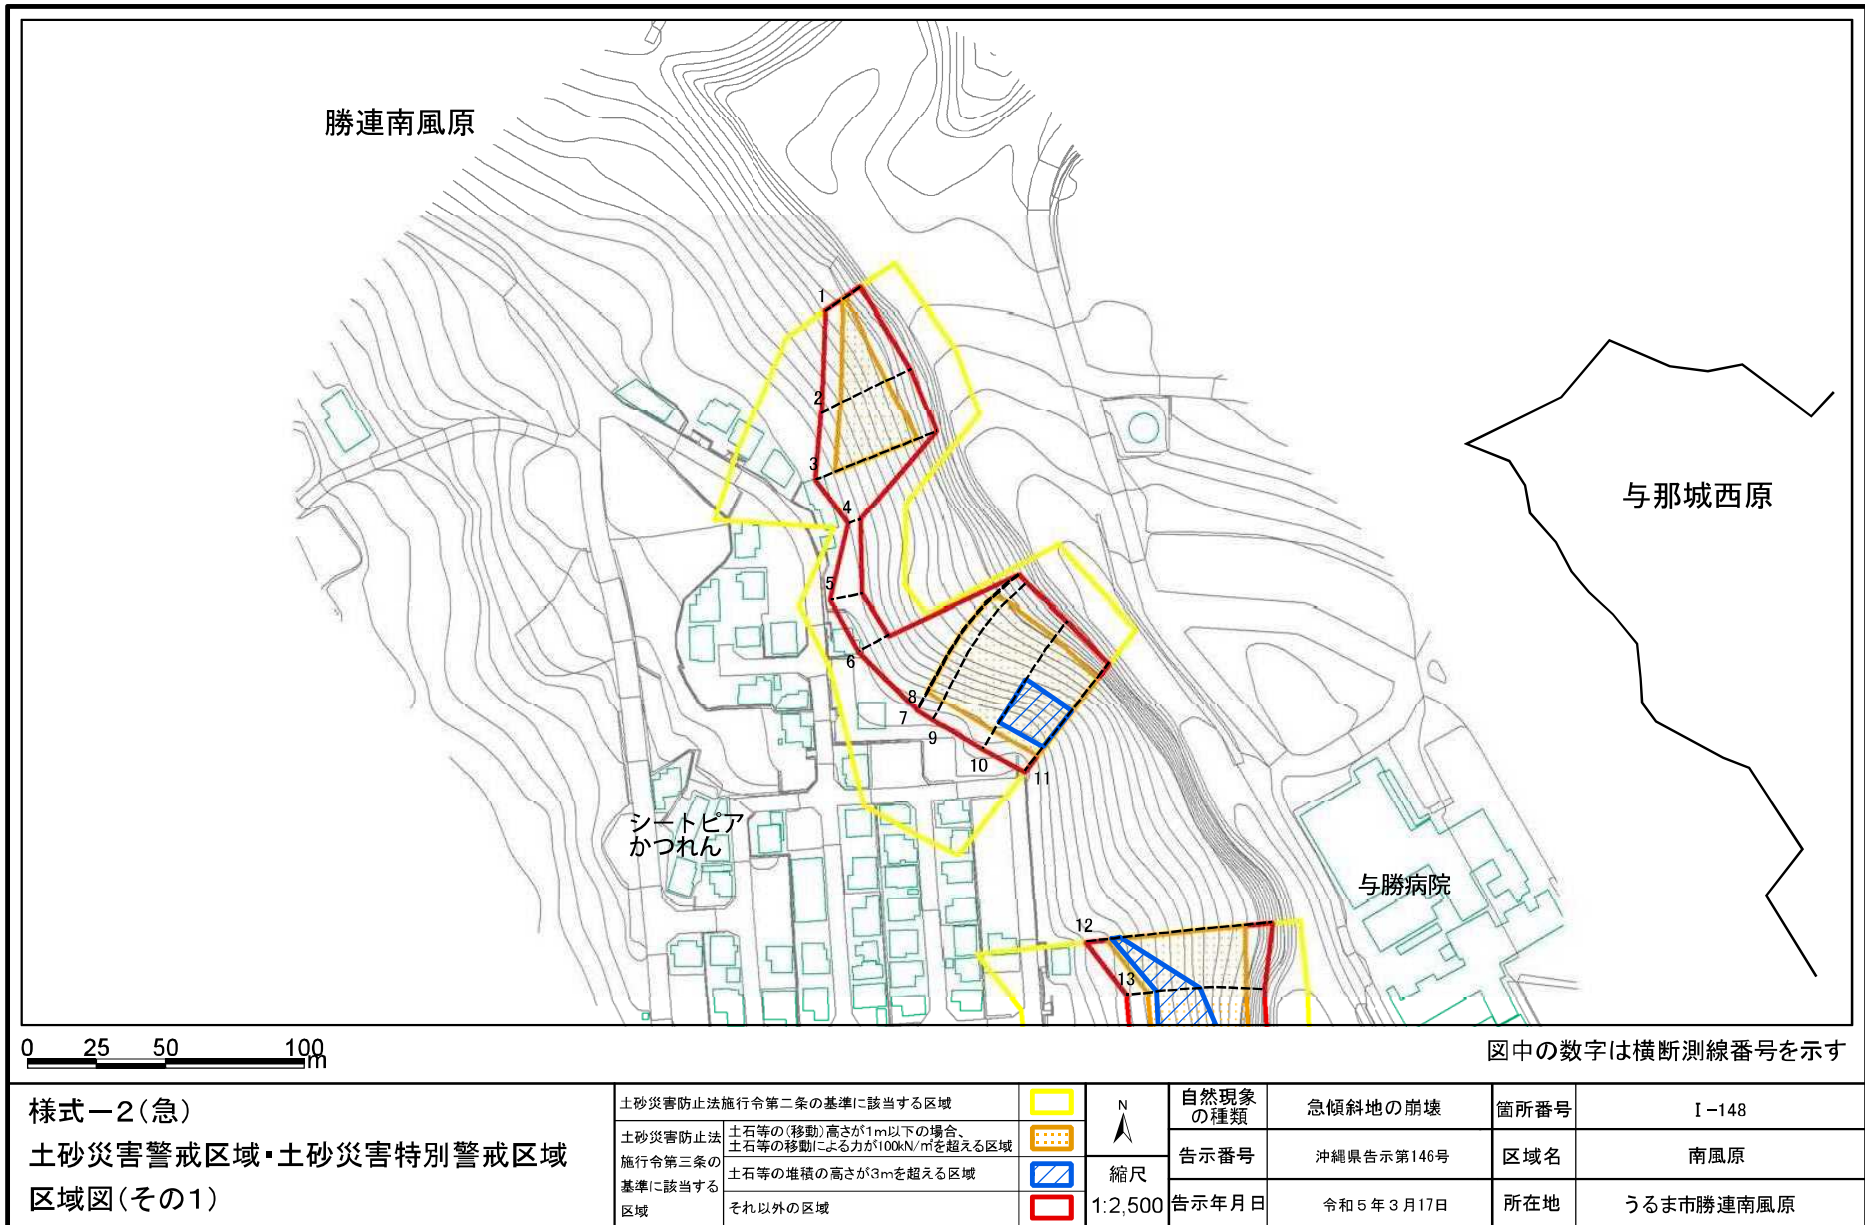 勝連南風原
与那城西原
1
2
3
4
5
6
8
7
9
10
11
シートピア
かつれん
与勝病院
12
13
0 25 50 100
m
図中の数字は横断測線番号を示す
様式-2(急)
土砂災害警戒区域・土砂災害特別警戒区域
区域図(その1)
土砂災害防止法施行令第二条の基準に該当する区域
土砂災害防止法
施行令第三条の
基準に該当する
区域
土石等の(移動)高さが1m以下の場合、
土石等の移動による力が100kN/㎡を超える区域
土石等の堆積の高さが3mを超える区域
それ以外の区域
N
縮尺
1:2,500
自然現象
の種類
急傾斜地の崩壊
箇所番号
I-148
告示番号
沖縄県告示第146号
区域名
南風原
告示年月日
令和5年3月17日
所在地
うるま市勝連南風原